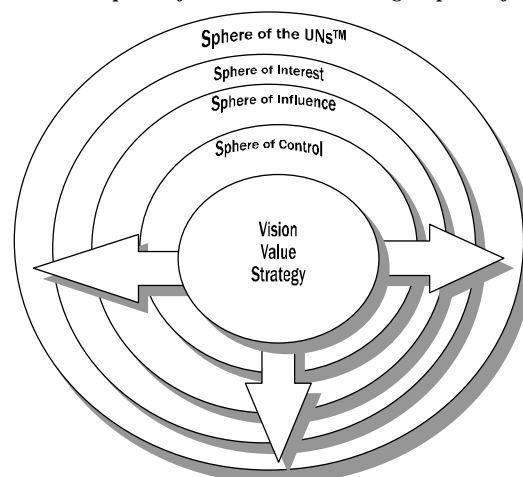 Sphere of the UNs™
Sphere of Interest
Sphere of Influence
Sphere of Control
Vision
Value
Strategy